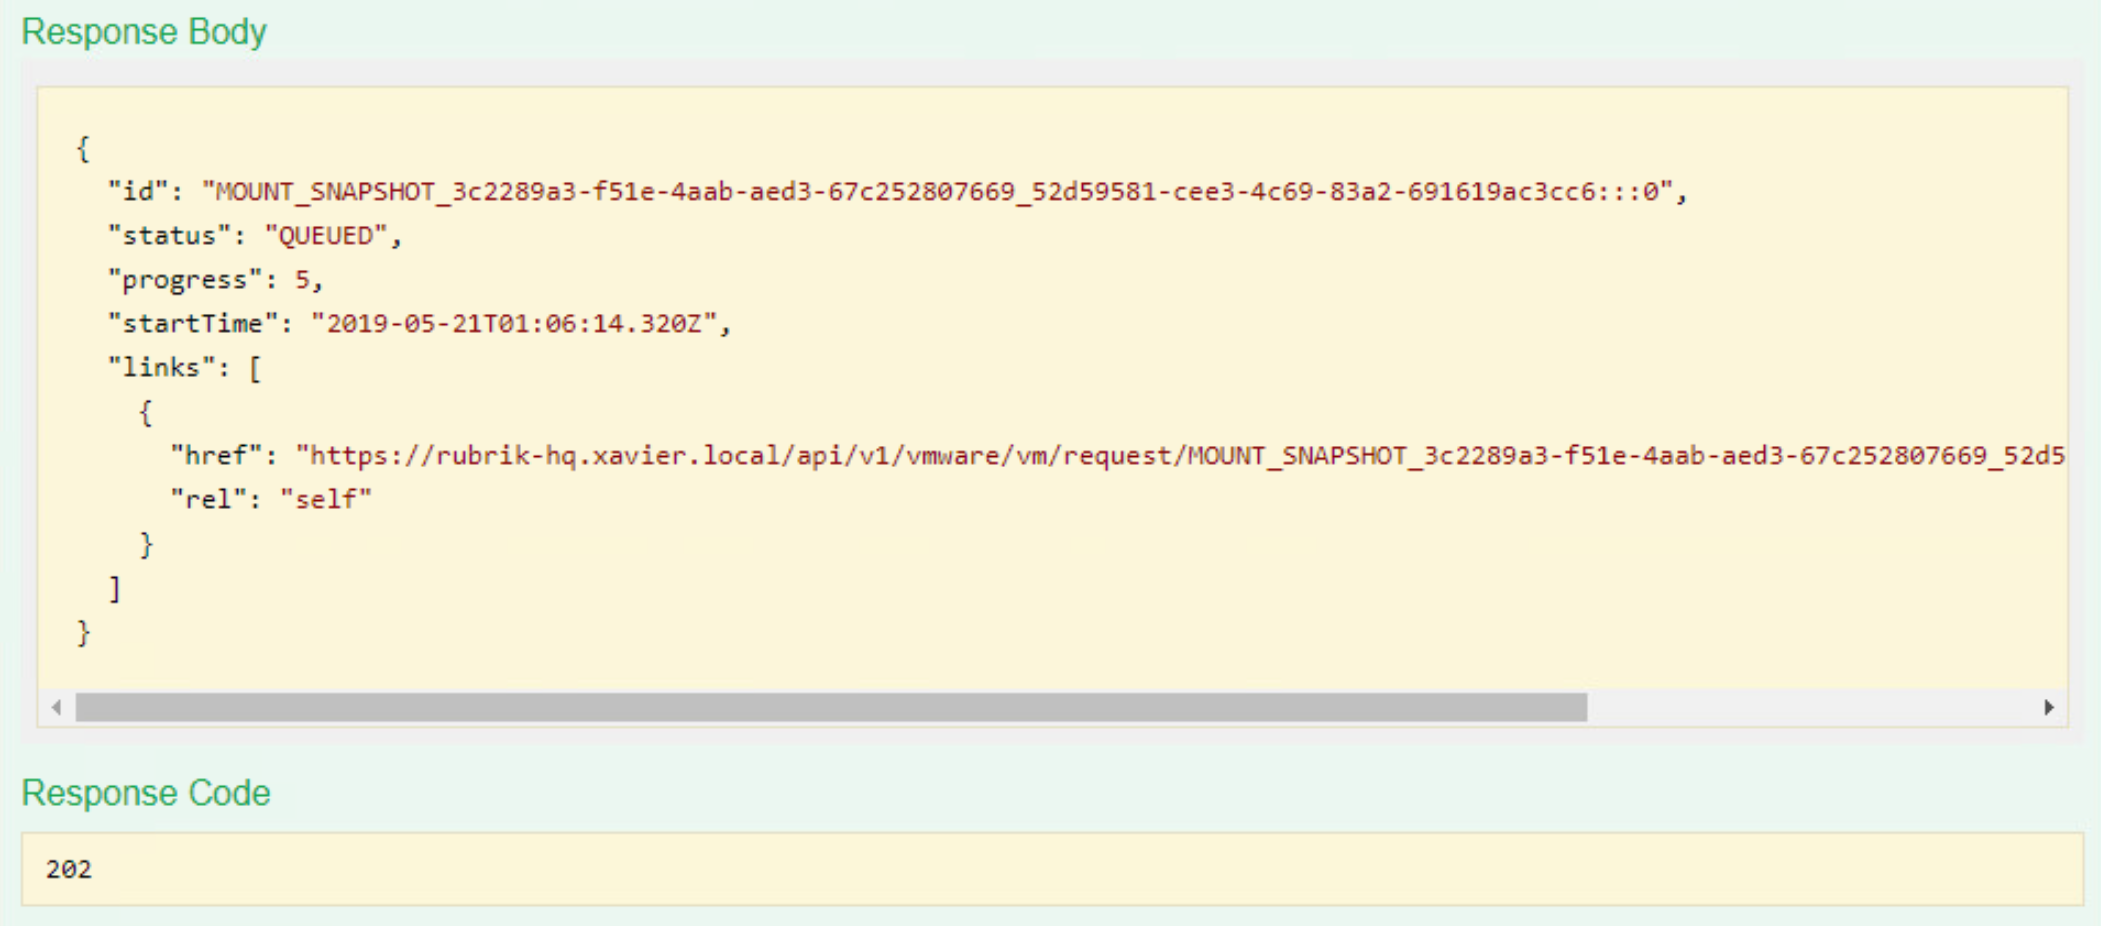 Response Body
{
"id": "MOUNT_SNAPSHOT_3c2289a3-f51e-4aab-aed3-67c252807669_52d59581-cee3-4c69-83a2-691619ac3cc6:::0",
"status": "QUEUED",
"progress": 5,
"startTime": "2019-05-21T01:06:14.320Z",
"links": [
{
"href": "https://rubrik-hq.xavier.local/api/v1/vmware/vm/request/MOUNT_SNAPSHOT_3c2289a3-f51e-4aab-aed3-67c252807669_52d5
"rel": "self"
}
]
}
Response Code
202